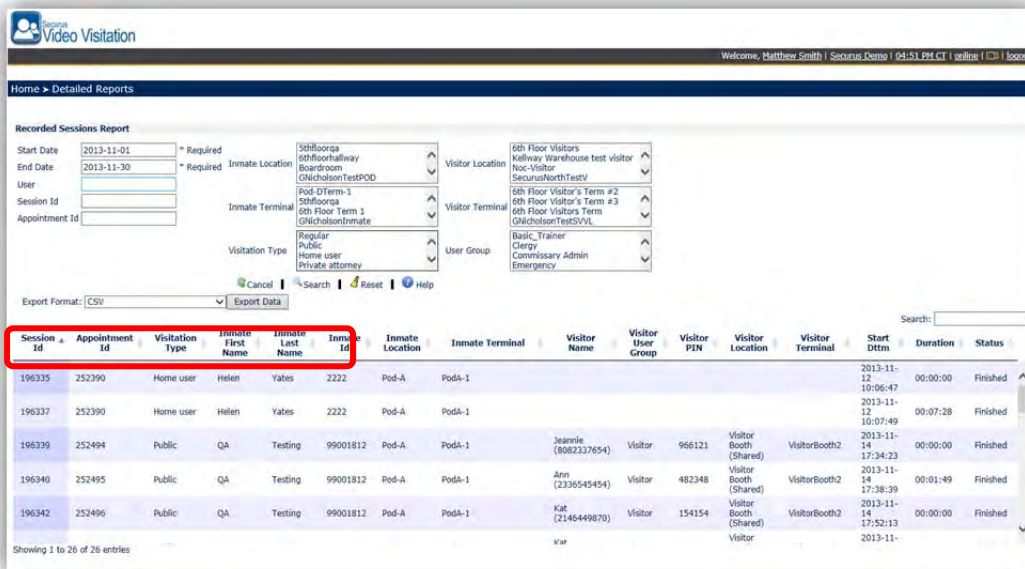 Securus
Video Visitation
Welcome, Matthew Smith | Securus Demo | 04:51 PM CT | online | | logo
Home > Detailed Reports
Recorded Sessions Report
Start Date 2013-11-01 * Required
End Date 2013-11-30 * Required
User
Session Id
Appointment Id
Inmate Location
5thfloorqa
6thfloorhallway
Boardroom
GNicholsonTestPOD
Visitor Location
6th Floor Visitors
Kellway Warehouse test visitor
Noc-Visitor
SecurusNorthTestV
Inmate Terminal
Pod-DTerm-1
5thfloorqa
6th Floor Term 1
GNicholsonInmate
Visitor Terminal
6th Floor Visitor's Term #2
6th Floor Visitor's Term #3
6th Floor Visitors Term
GNicholsonTestSVVL
Visitation Type
Regular
Public
Home user
Private attorney
User Group
Basic_Trainer
Clergy
Commissary Admin
Emergency
Cancel | Search | Reset | Help
Export Format: CSV Export Data
Search:
Session Id Appointment Id Visitation Type Inmate First Name Inmate Last Name Inmate Id Inmate Location Inmate Terminal Visitor Name Visitor User Group Visitor PIN Visitor Location Visitor Terminal Start Dttm Duration Status
196335 252390 Home user Helen Yates 2222 Pod-A PodA-1 2013-11-12 10:06:47 00:00:00 Finished
196337 252390 Home user Helen Yates 2222 Pod-A PodA-1 2013-11-12 10:07:49 00:07:28 Finished
196339 252494 Public QA Testing 99001812 Pod-A PodA-1 Jeannie (8082337654) Visitor 966121 Visitor Booth (Shared) VisitorBooth2 2013-11-14 17:34:23 00:00:00 Finished
196340 252495 Public QA Testing 99001812 Pod-A PodA-1 Ann (2336545454) Visitor 482348 Visitor Booth (Shared) VisitorBooth2 2013-11-14 17:38:39 00:01:49 Finished
196342 252496 Public QA Testing 99001812 Pod-A PodA-1 Kat (2146449870) Visitor 154154 Visitor Booth (Shared) VisitorBooth2 2013-11-14 17:52:13 00:00:00 Finished
Kat Visitor 2013-11-
Showing 1 to 26 of 26 entries